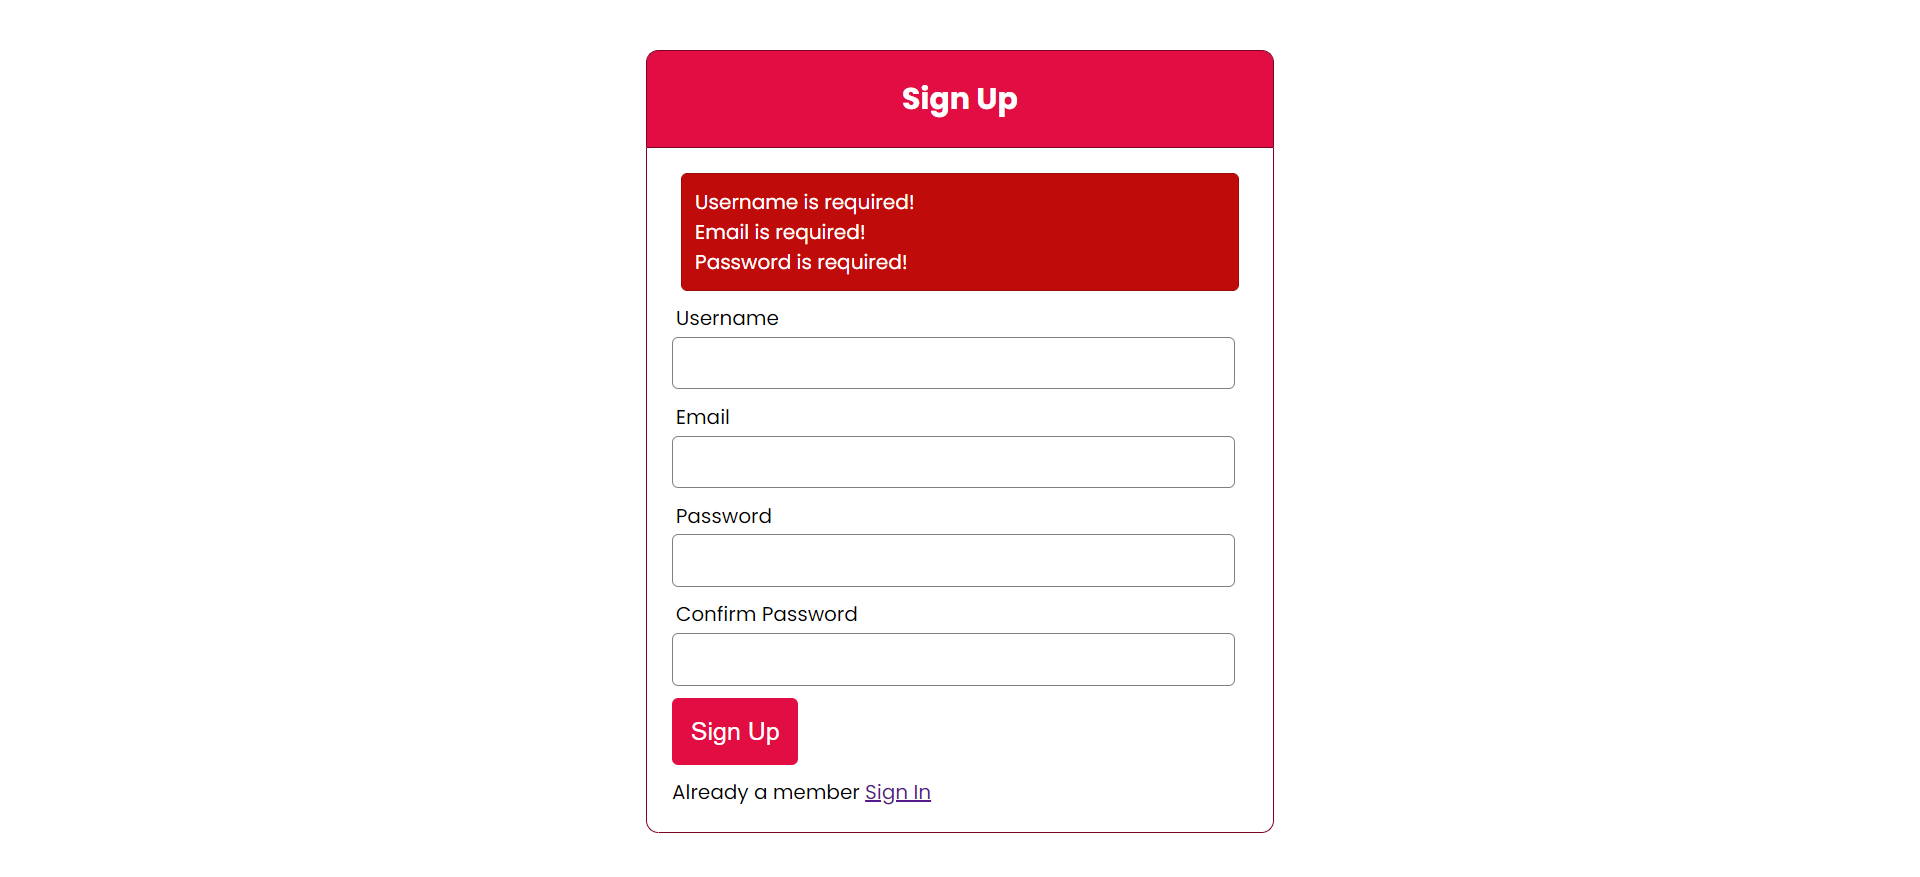 Sign Up
Username is required!
Email is required!
Password is required!
Username
Email
Password
Confirm Password
Sign Up
Already a member Sign In